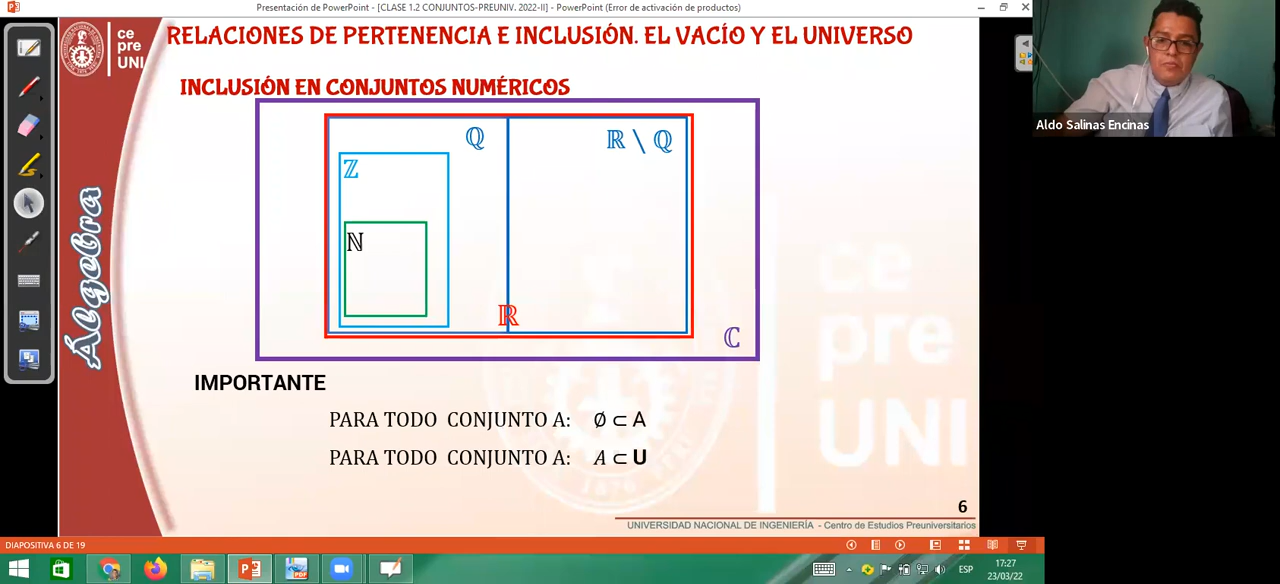 Presentación de PowerPoint - [CLASE 1.2 CONJUNTOS-PREUNIV. 2022-II] - PowerPoint (Error de activación de productos)
ce
pre
UNI
RELACIONES DE PERTENENCIA E INCLUSIÓN. EL VACÍO Y EL UNIVERSO
INCLUSIÓN EN CONJUNTOS NUMÉRICOS
ℚ
ℝ \ ℚ
ℤ
ℕ
ℝ
ℂ
Álgebra
IMPORTANTE
PARA TODO CONJUNTO A: ∅ ⊂ A
PARA TODO CONJUNTO A: A ⊂ U
ce
pre
UNI
6
UNIVERSIDAD NACIONAL DE INGENIERÍA - Centro de Estudios Preuniversitarios
Aldo Salinas Encinas
DIAPOSITIVA 6 DE 19
ESP
17:27
23/03/22